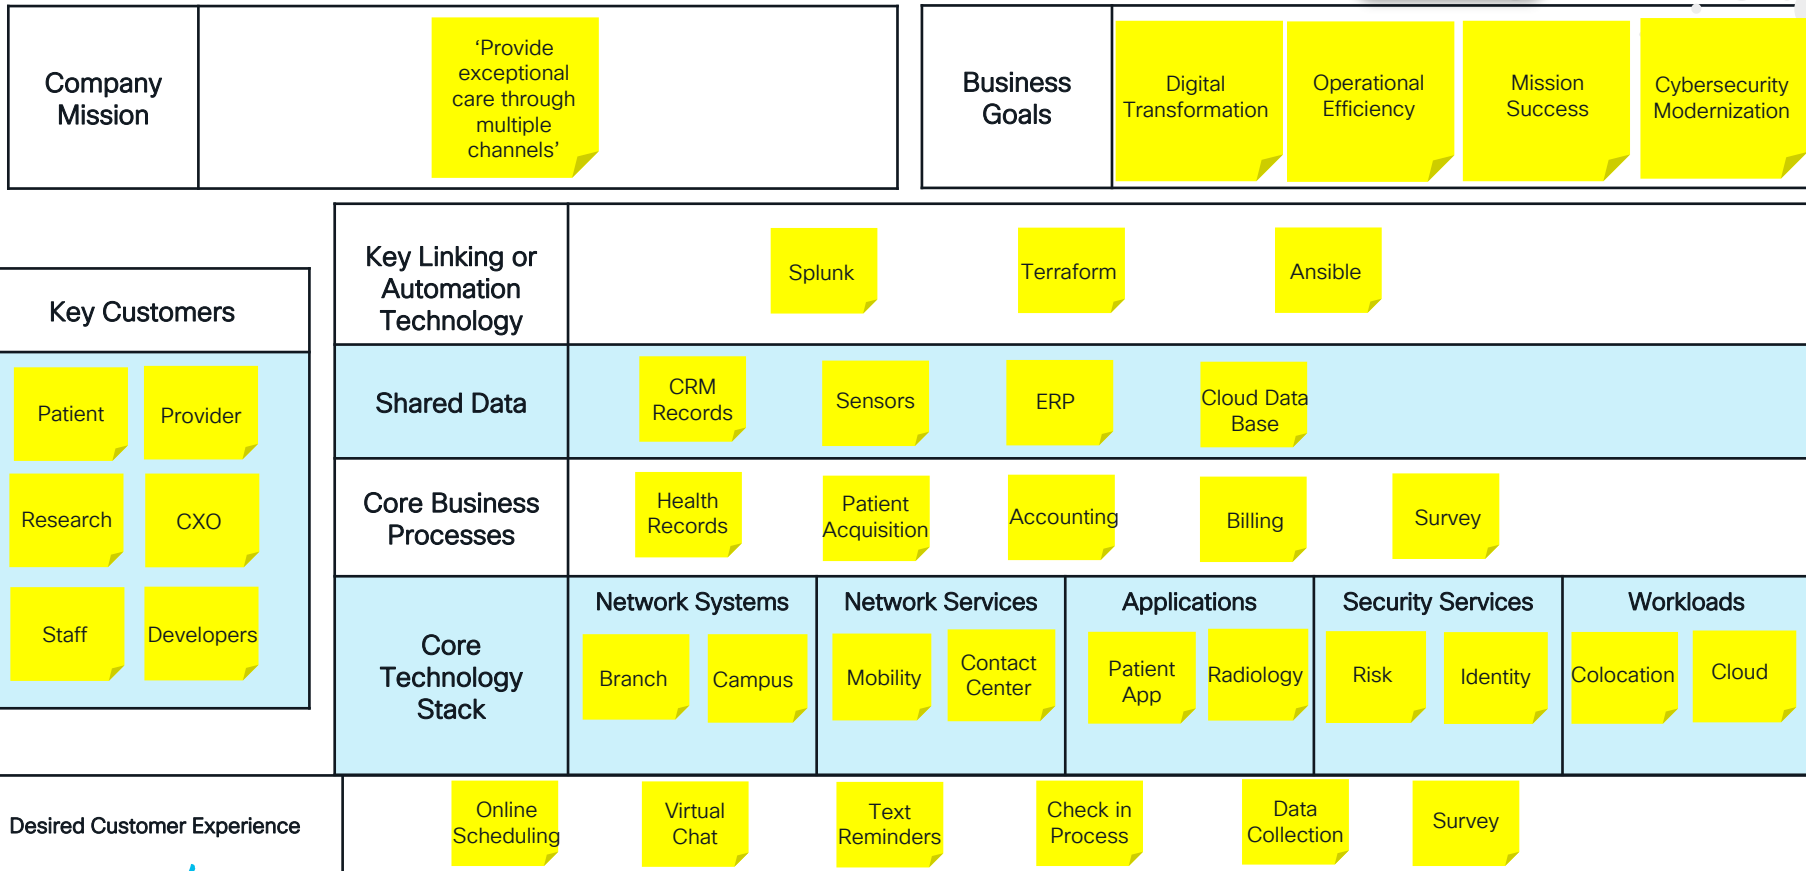 Company
Mission
‘Provide
exceptional
care through
multiple
channels’
Business
Goals
Digital
Transformation
Operational
Efficiency
Mission
Success
Cybersecurity
Modernization
Key Customers
Patient
Provider
Research
CXO
Staff
Developers
Key Linking or
Automation
Technology
Splunk
Terraform
Ansible
Shared Data
CRM
Records
Sensors
ERP
Cloud Data
Base
Core Business
Processes
Health
Records
Patient
Acquisition
Accounting
Billing
Survey
Core
Technology
Stack
Network Systems
Branch
Campus
Network Services
Mobility
Contact
Center
Applications
Patient
App
Radiology
Security Services
Risk
Identity
Workloads
Colocation
Cloud
Desired Customer Experience
Online
Scheduling
Virtual
Chat
Text
Reminders
Check in
Process
Data
Collection
Survey